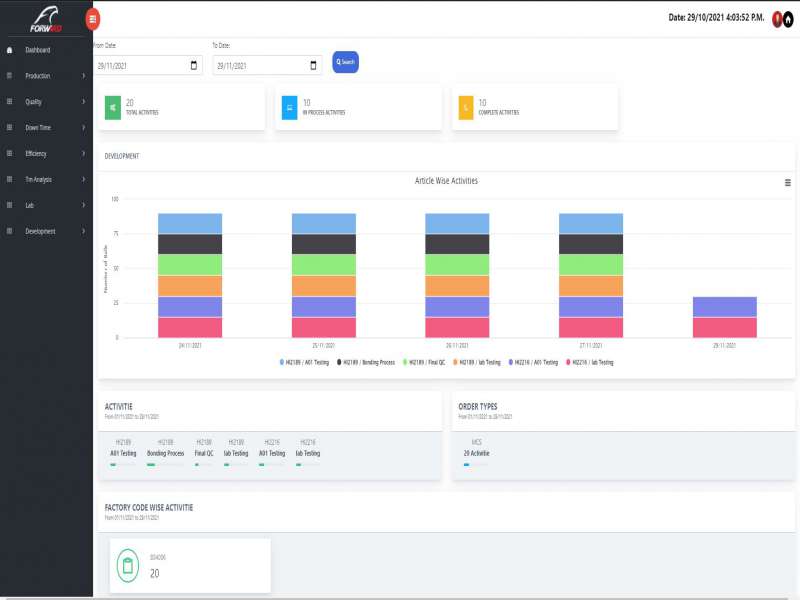 FORWARD
Date: 29/10/2021 4:03:52 P.M.
Dashboard
Production
Quality
Down Time
Efficiency
Tm Analysis
Lab
Development
From Date:
To Date:
29/11/2021
29/11/2021
Search
20
TOTAL ACTIVITIES
10
IN PROCESS ACTIVITIES
10
COMPLETE ACTIVITIES
DEVELOPMENT
Article Wise Activities
100
75
50
25
0
Number of Balls
24/11/2021
25/11/2021
26/11/2021
27/11/2021
29/11/2021
HI2189 / A01 Testing
HI2189 / Bonding Process
HI2189 / Final QC
HI2189 / lab Testing
HI2216 / A01 Testing
HI2216 / lab Testing
ACTIVITIE
From 01/11/2021 to 29/11/2021
HI2189 HI2189 HI2189 HI2189 HI2216 HI2216
A01 Testing Bonding Process Final QC lab Testing A01 Testing lab Testing
ORDER TYPES
From 01/11/2021 to 29/11/2021
MCS
20 Activitie
FACTORY CODE WISE ACTIVITIE
From 01/11/2021 to 29/11/2021
20